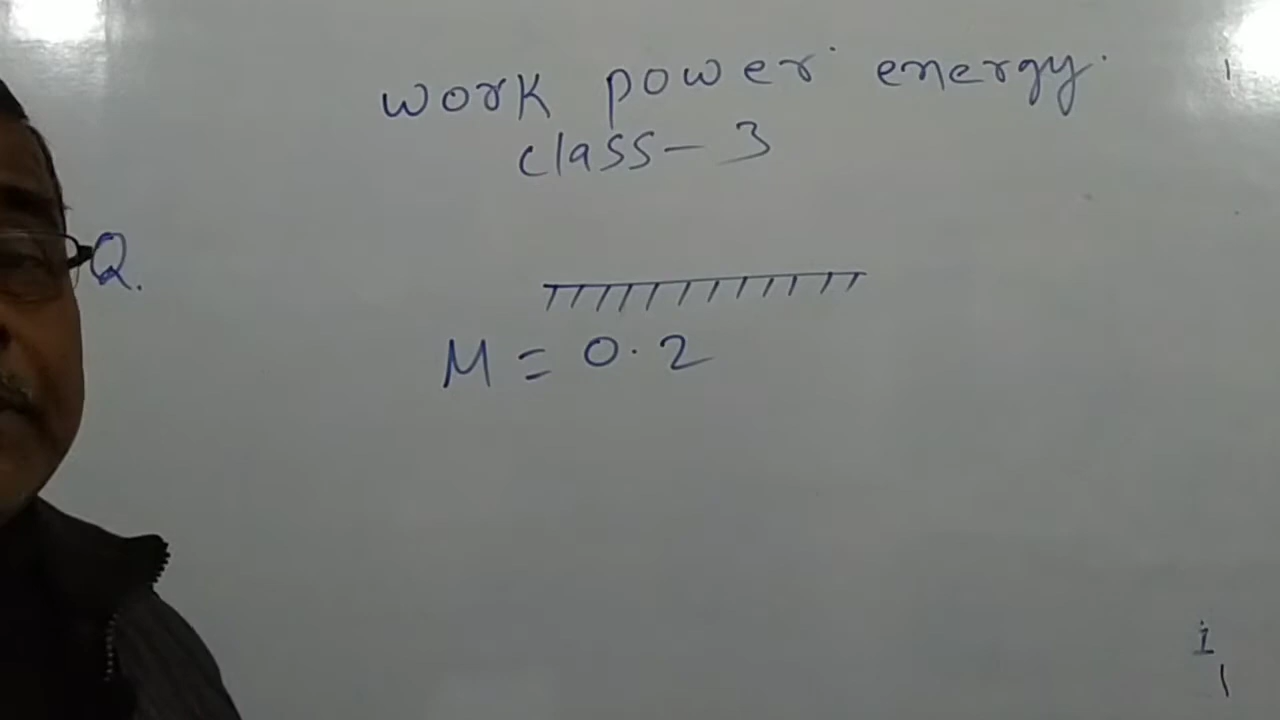 work power energy.
class-3
Q.
M = 0.2
i